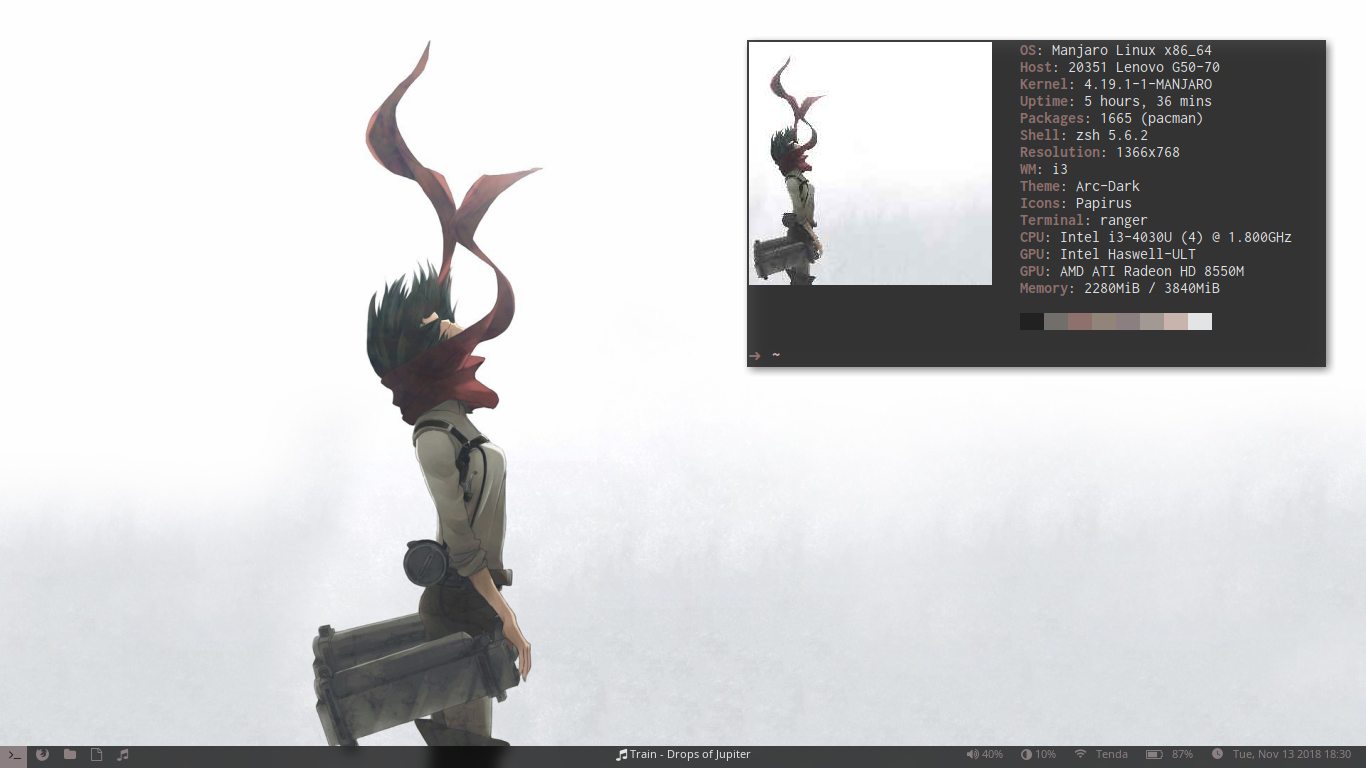 OS: Manjaro Linux x86_64
Host: 20351 Lenovo G50-70
Kernel: 4.19.1-1-MANJARO
Uptime: 5 hours, 36 mins
Packages: 1665 (pacman)
Shell: zsh 5.6.2
Resolution: 1366x768
WM: i3
Theme: Arc-Dark
Icons: Papirus
Terminal: ranger
CPU: Intel i3-4030U (4) @ 1.800GHz
GPU: Intel Haswell-ULT
GPU: AMD ATI Radeon HD 8550M
Memory: 2280MiB / 3840MiB
➜ ~
Train - Drops of Jupiter
40% 10% Tenda 87% Tue, Nov 13 2018 18:30